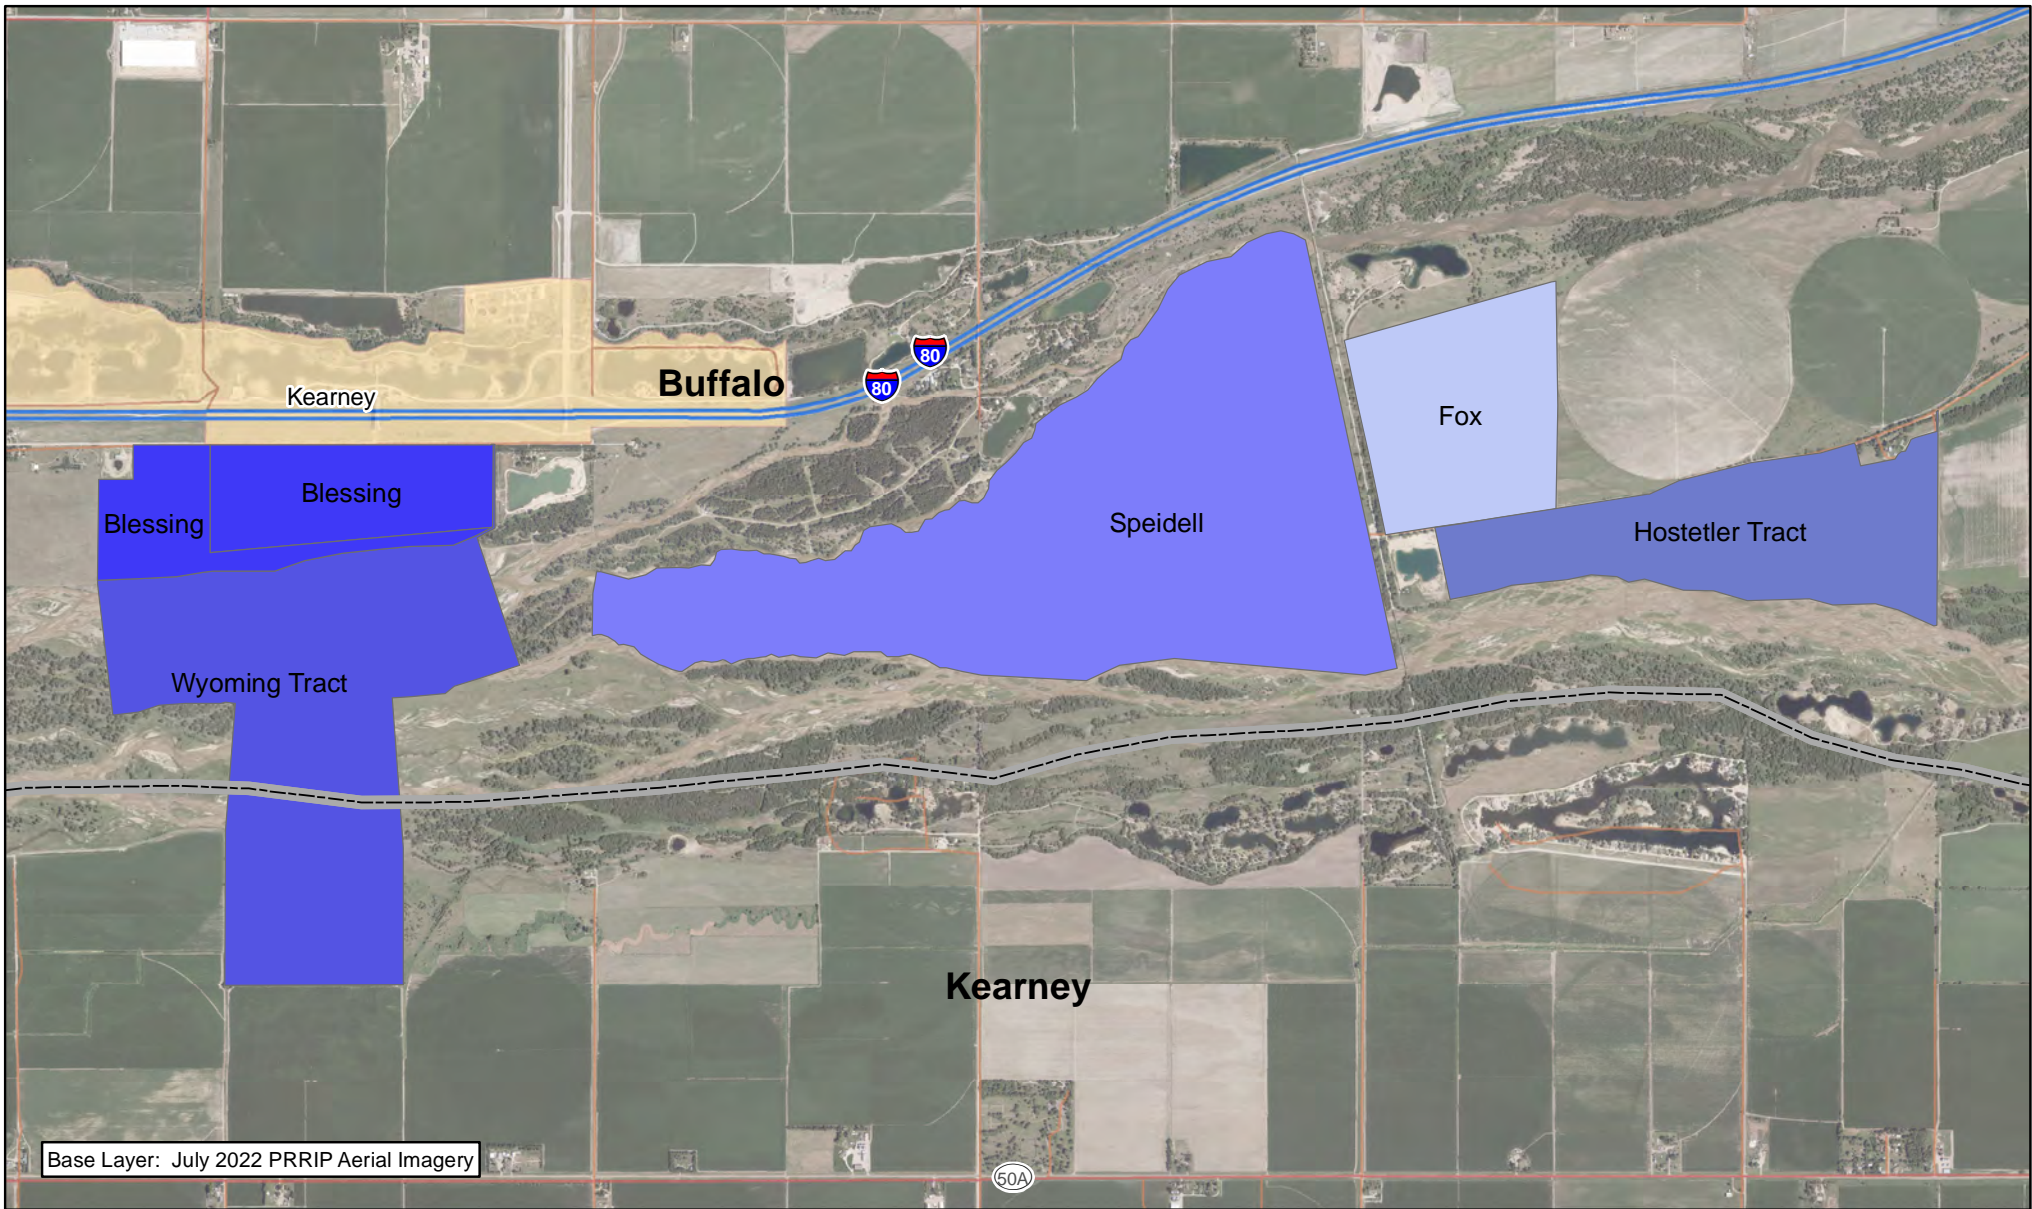 80
80
Buffalo
Kearney
Fox
Blessing
Blessing
Speidell
Hostetler Tract
Wyoming Tract
Kearney
Base Layer: July 2022 PRRIP Aerial Imagery
50A